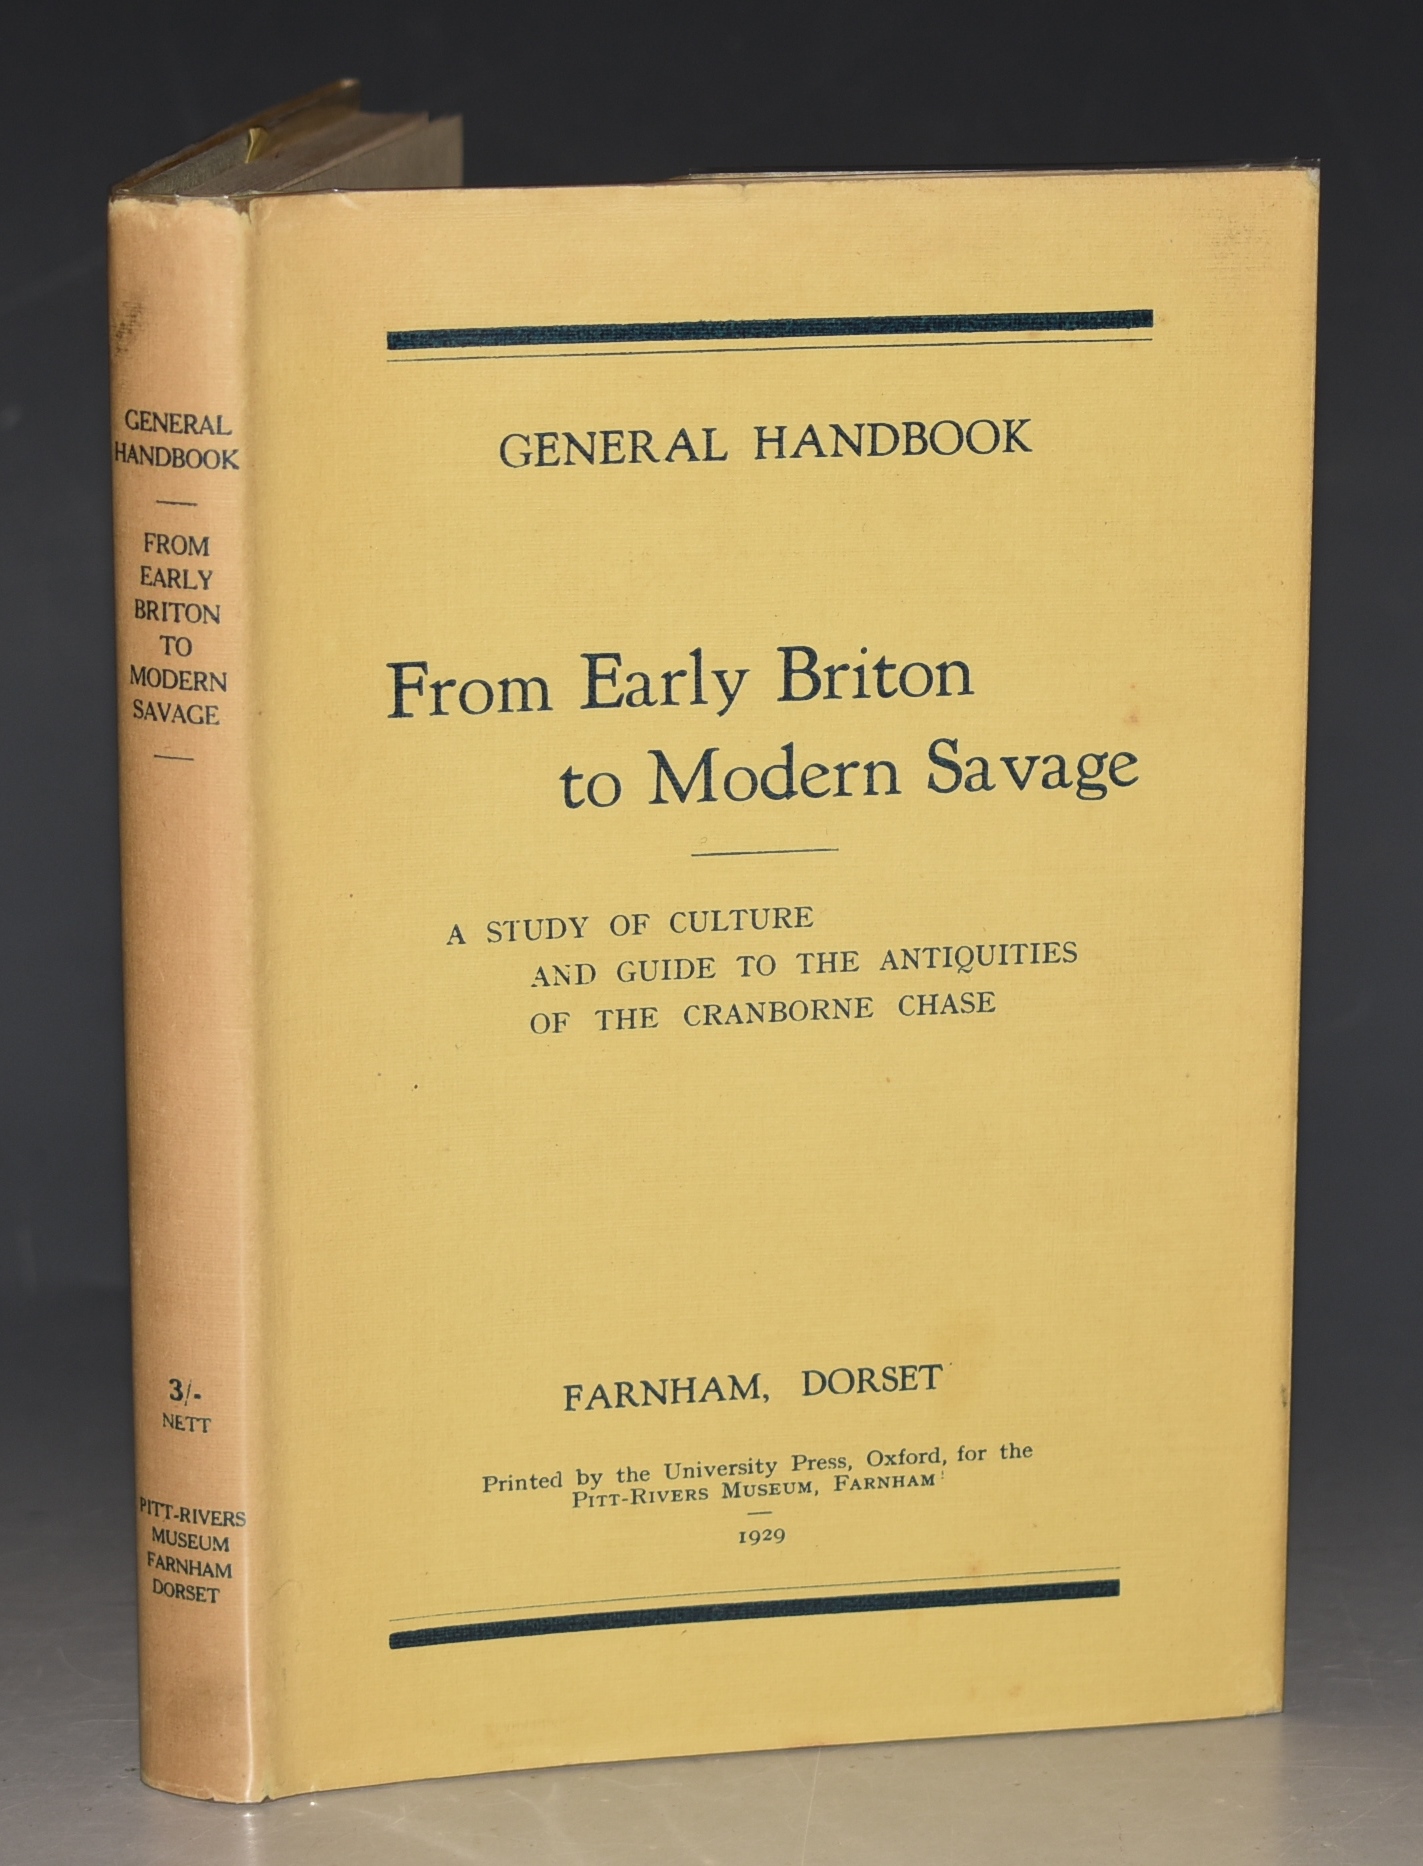 GENERAL
HANDBOOK
FROM
EARLY
BRITON
TO
MODERN
SAVAGE
3/-
NETT
PITT-RIVERS
MUSEUM
FARNHAM
DORSET
GENERAL HANDBOOK
From Early Briton
to Modern Savage
A STUDY OF CULTURE
AND GUIDE TO THE ANTIQUITIES
OF THE CRANBORNE CHASE
FARNHAM, DORSET
Printed by the University Press, Oxford, for the
PITT-RIVERS MUSEUM, FARNHAM
1929